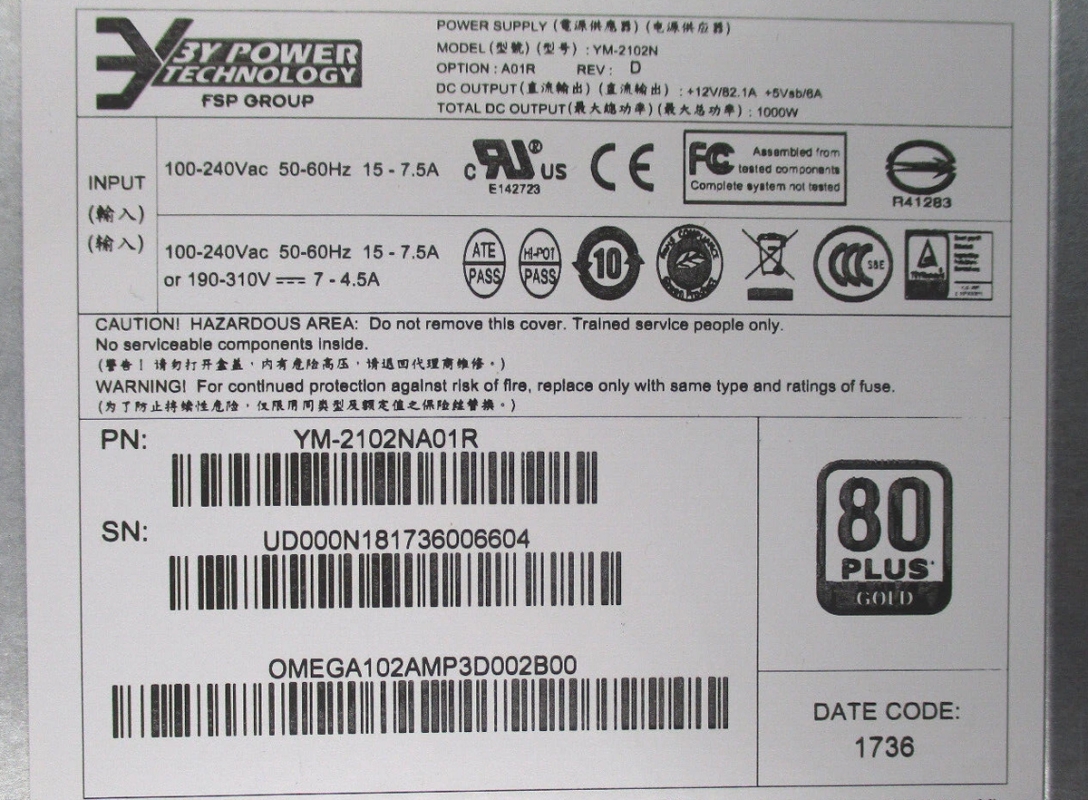 3Y POWER
TECHNOLOGY
FSP GROUP
POWER SUPPLY (電源供應器) (电源供应器)
MODEL (型號) (型号) : YM-2102N
OPTION : A01R REV : D
DC OUTPUT (直流輸出) (直流输出) : +12V/82.1A +5Vsb/6A
TOTAL DC OUTPUT (最大總功率) (最大总功率) : 1000W
INPUT
(輸入)
(输入)
100-240Vac 50-60Hz 15 - 7.5A
C RU ® US
E142723
CE
FC Assembled from
tested components
Complete system not tested
R41283
100-240Vac 50-60Hz 15 - 7.5A
or 190-310V ⎓ 7 - 4.5A
ATE
PASS
HI-POT
PASS
10
RoHS COMPLIANCE
Green Product
CCC S&E
CAUTION! HAZARDOUS AREA: Do not remove this cover. Trained service people only.
No serviceable components inside.
(警告！請勿打开盒盖，内有危险高压，请退回代理商维修。)
WARNING! For continued protection against risk of fire, replace only with same type and ratings of fuse.
(为了防止持续性危险，仅限用同类型及额定值之保险丝替换。)
PN: YM-2102NA01R
SN: UD000N181736006604
OMEGA102AMP3D002B00
80
PLUS
GOLD
DATE CODE:
1736